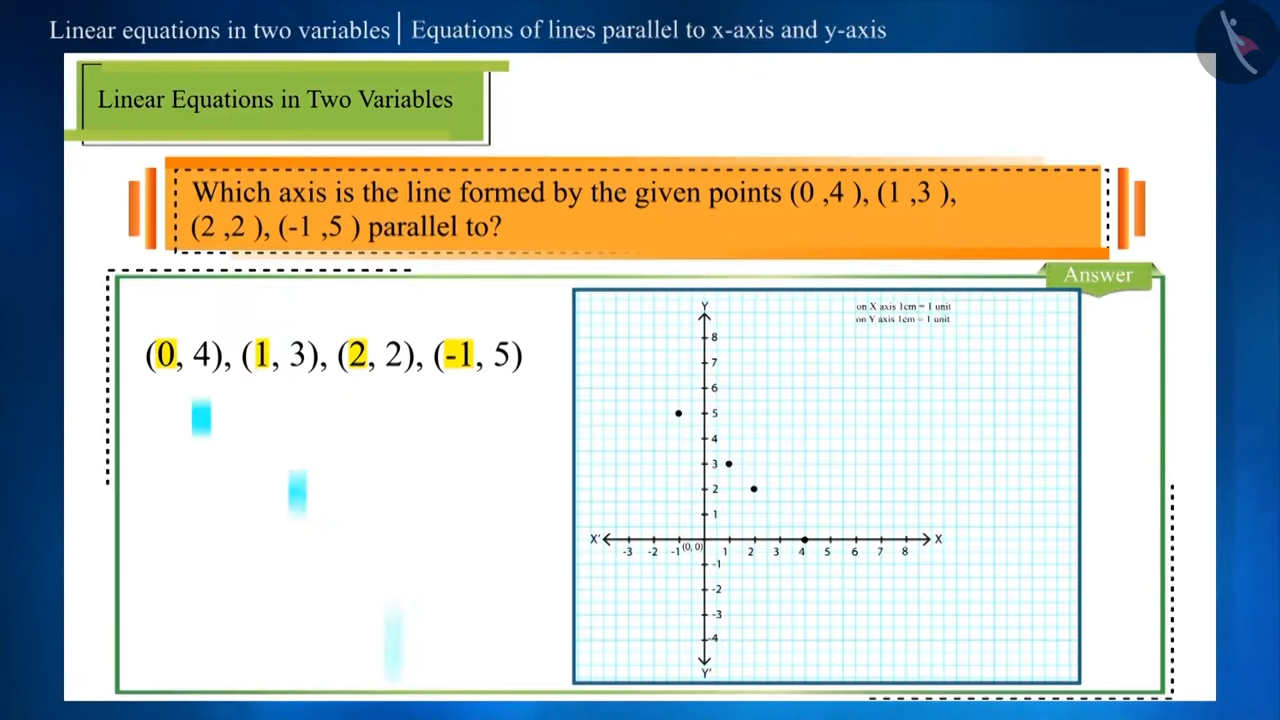 Linear equations in two variables | Equations of lines parallel to x-axis and y-axis
Linear Equations in Two Variables
Which axis is the line formed by the given points (0 ,4 ), (1 ,3 ),
(2 ,2 ), (-1 ,5 ) parallel to?
Answer
(0, 4), (1, 3), (2, 2), (-1, 5)
on X axis 1cm = 1 unit
on Y axis 1cm = 1 unit
Y
8
7
6
5
4
3
2
1
X' -3 -2 -1 (0, 0) 1 2 3 4 5 6 7 8 X
-1
-2
-3
-4
Y'